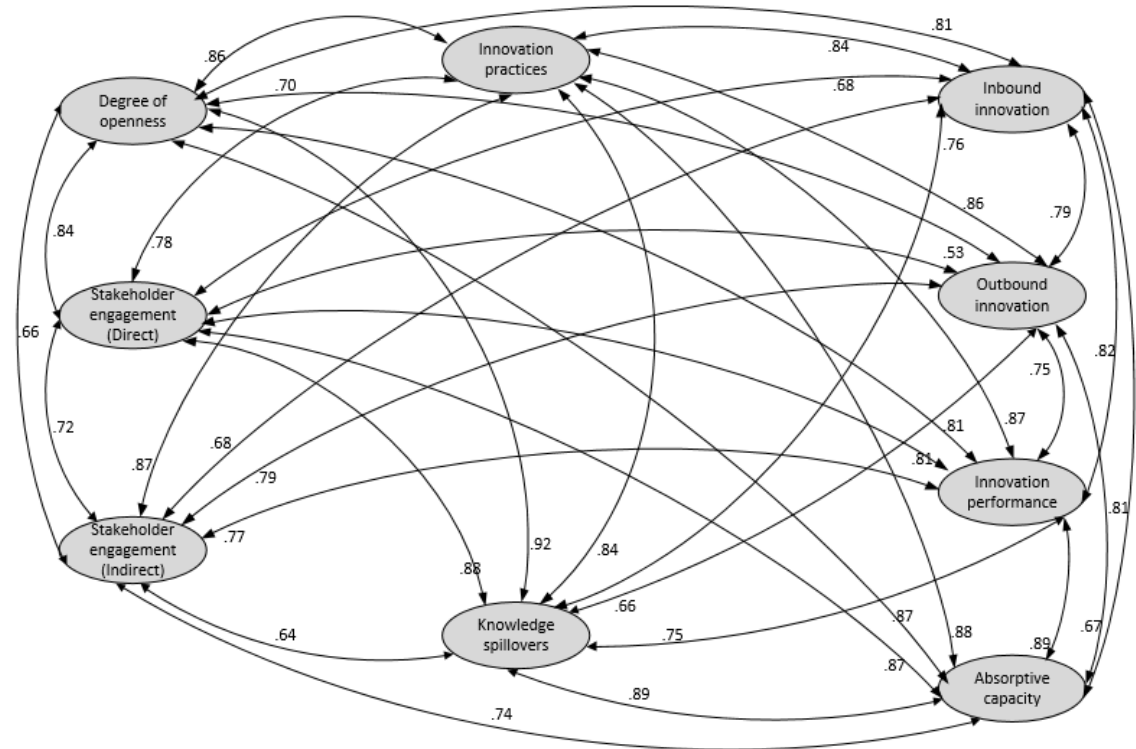 .81
Innovation
practices
.84
.86
.70
.68
Degree of
openness
Inbound
innovation
.76
.86
.79
.84
.78
.53
Stakeholder
engagement
(Direct)
Outbound
innovation
.66
.82
.75
.72
.68
.87
.79
.81
.87
.81
Innovation
performance
.81
Stakeholder
engagement
(Indirect)
.77
.92
.84
.88
.66
Knowledge
spillovers
.64
.75
.87
.88
.89
.67
.87
Absorptive
capacity
.89
.74